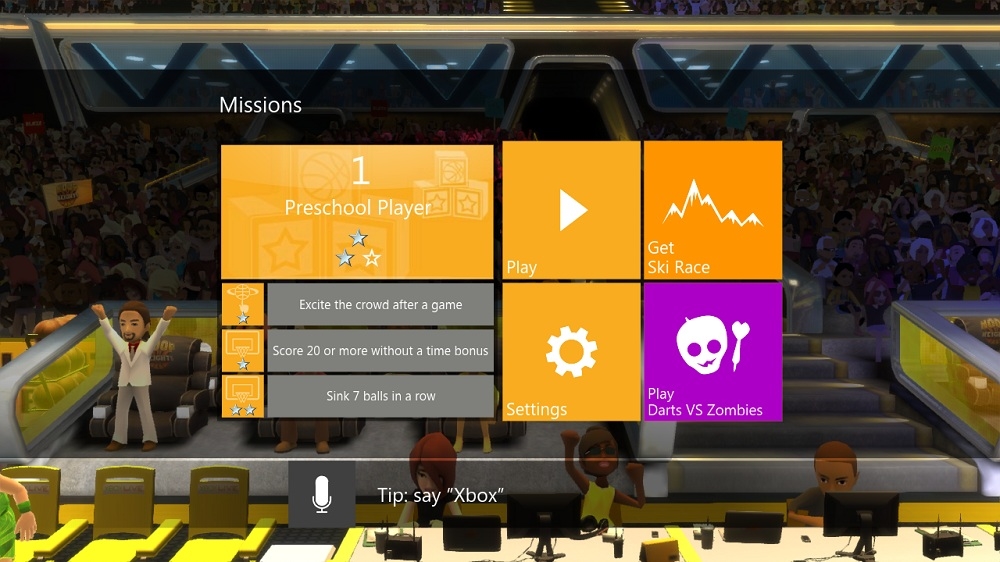 Missions
1
Preschool Player
Excite the crowd after a game
Score 20 or more without a time bonus
Sink 7 balls in a row
Play
Get
Ski Race
Settings
Play
Darts VS Zombies
Tip: say "Xbox"